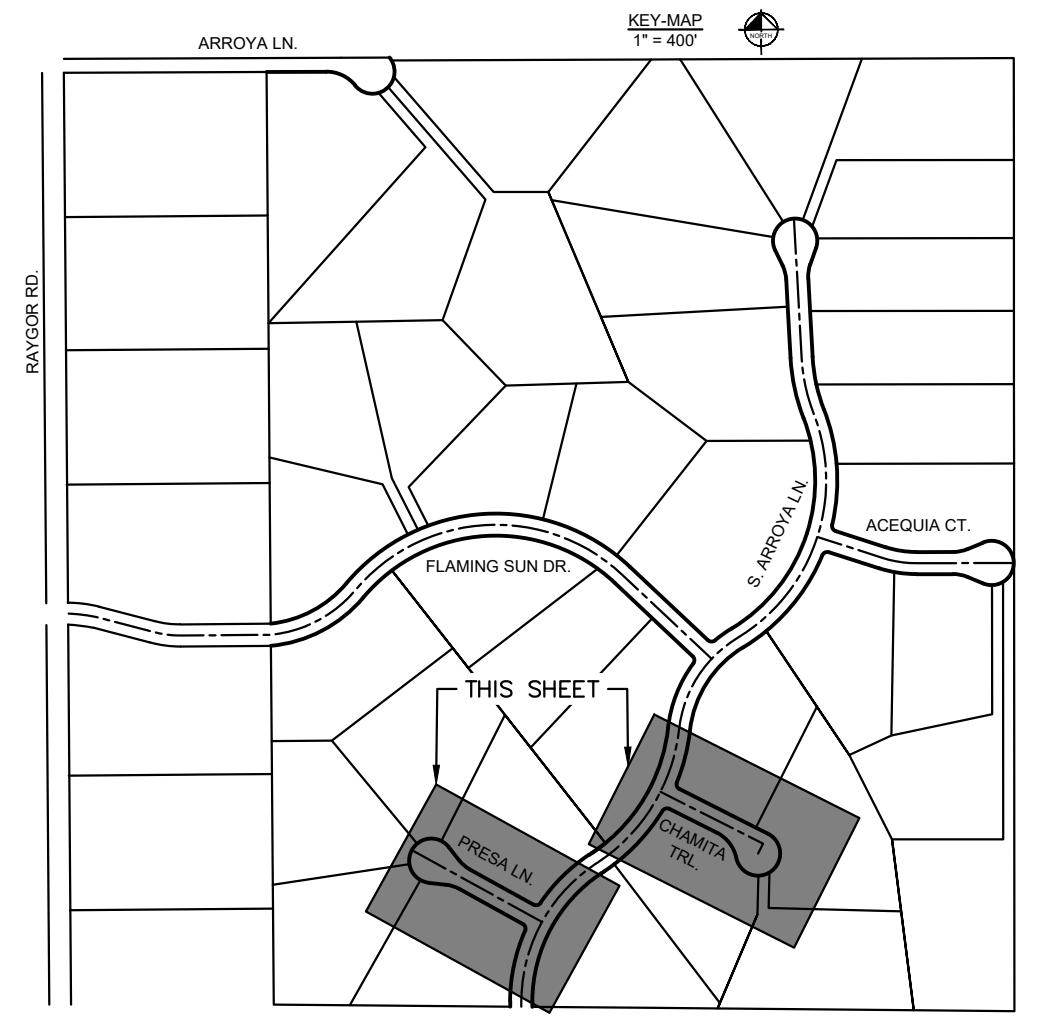 KEY-MAP
1" = 400'
NORTH
ARROYA LN.
RAYGOR RD.
S. ARROYA LN.
ACEQUIA CT.
FLAMING SUN DR.
THIS SHEET
CHAMITA
TRL.
PRESA LN.